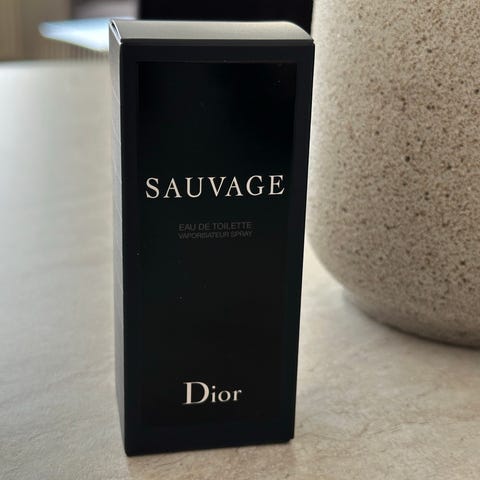 SAUVAGE
EAU DE TOILETTE
VAPORISATEUR SPRAY
Dior